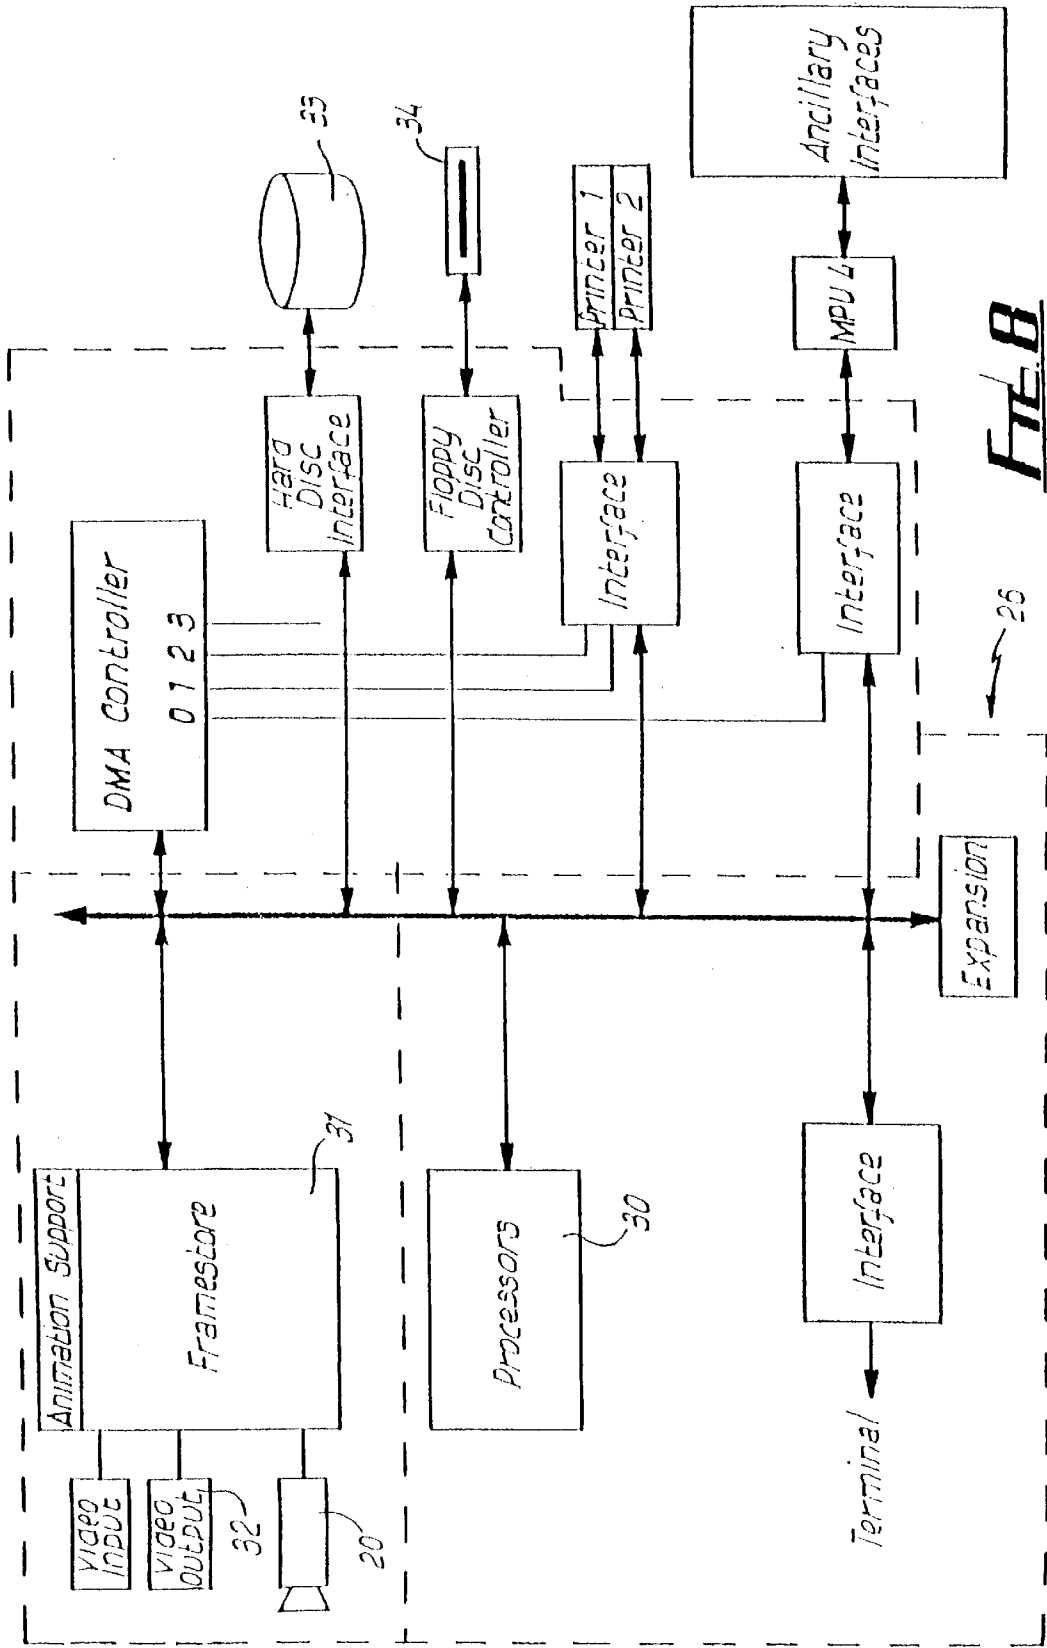 Video
Input
Video
Output
32
20
Animation Support
Framestore
31
Processors
30
Terminal
Interface
Expansion
DMA Controller
0 1 2 3
Hard
Disc
Interface
Floppy
Disc
Controller
Interface
Interface
33
34
Printer 1
Printer 2
MPU 4
Ancillary
Interfaces
26
FIG. 8